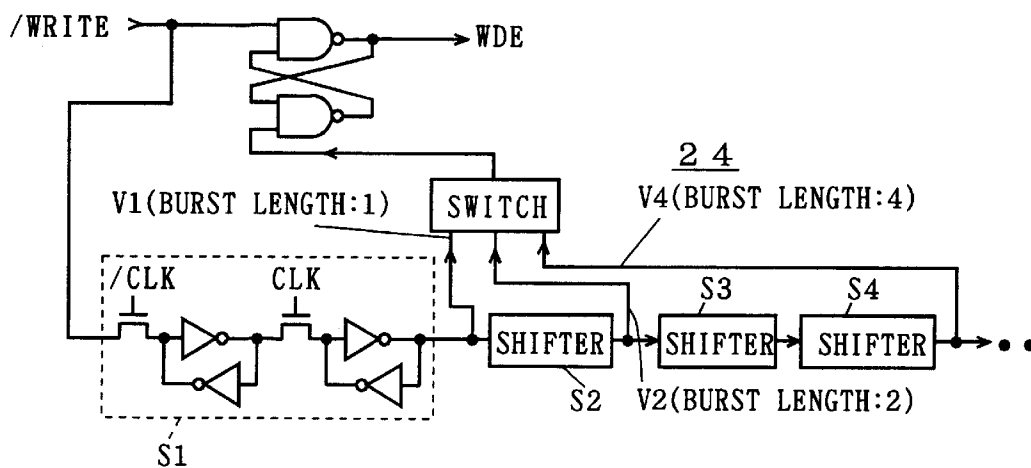 /WRITE
WDE
2 4
V1(BURST LENGTH:1)
SWITCH
V4(BURST LENGTH:4)
/CLK
CLK
S3
S4
SHIFTER
SHIFTER
SHIFTER
S2
V2(BURST LENGTH:2)
S1